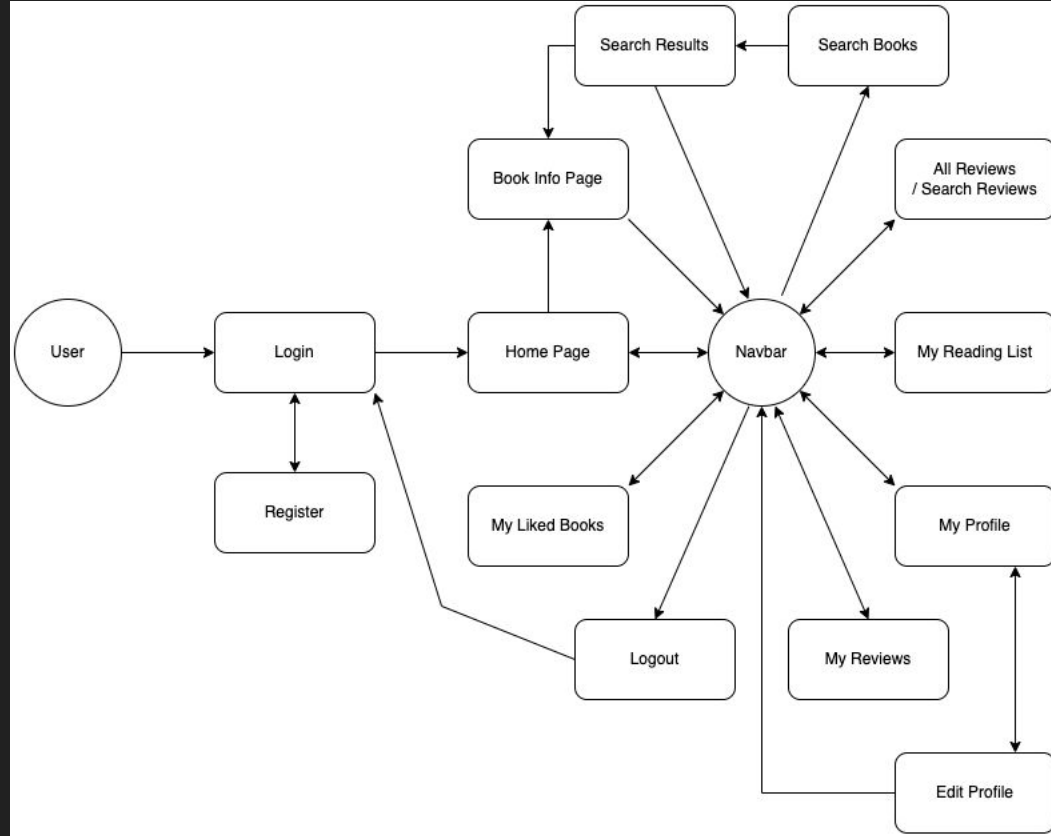 Search Results
Search Books
Book Info Page
All Reviews
/ Search Reviews
User
Login
Home Page
Navbar
My Reading List
Register
My Liked Books
My Profile
Logout
My Reviews
Edit Profile